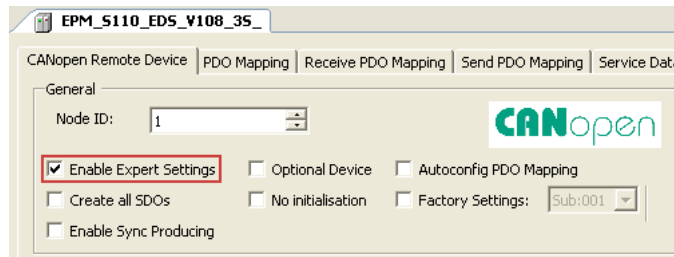 EPM_S110_EDS_V108_3S_
CANopen Remote Device PDO Mapping Receive PDO Mapping Send PDO Mapping Service Dat
General
Node ID: 1
CANopen
Enable Expert Settings Optional Device Autoconfig PDO Mapping
Create all SDOs No initialisation Factory Settings: Sub:001
Enable Sync Producing